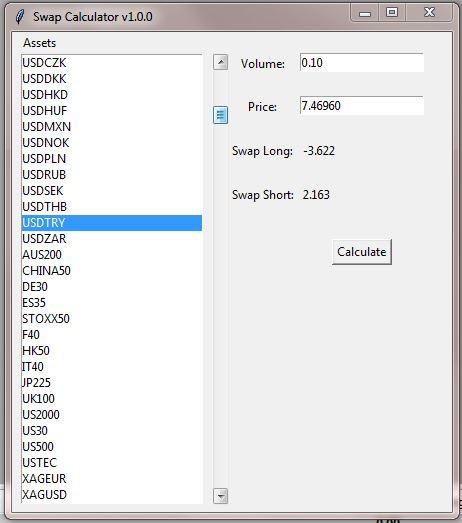 Swap Calculator v1.0.0
Assets
USDCZK
USDDKK
USDHKD
USDHUF
USDMXN
USDNOK
USDPLN
USDRUB
USDSEK
USDTHB
USDTRY
USDZAR
AUS200
CHINA50
DE30
ES35
STOXX50
F40
HK50
IT40
JP225
UK100
US2000
US30
US500
USTEC
XAGEUR
XAGUSD
Volume: 0.10
Price: 7.46960
Swap Long: -3.622
Swap Short: 2.163
Calculate